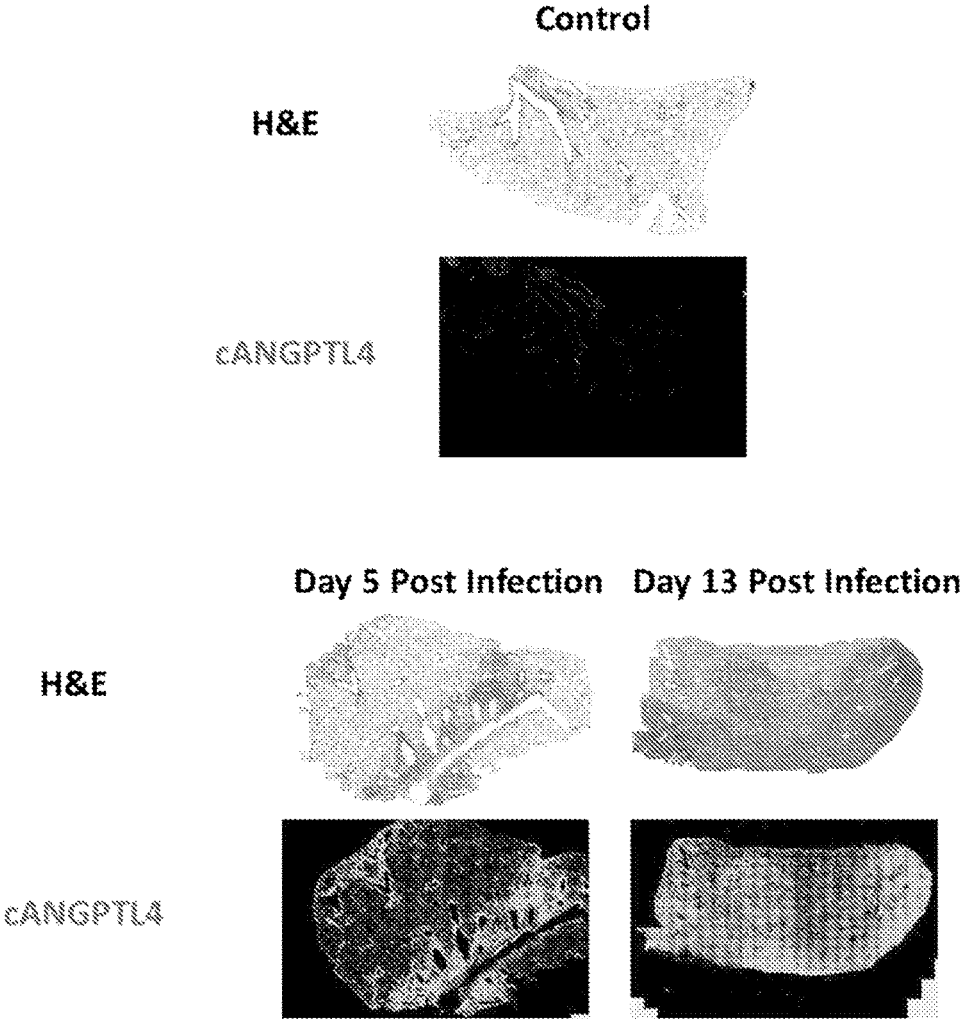 Control
H&E
cANGPTL4
Day 5 Post Infection Day 13 Post Infection
H&E
cANGPTL4